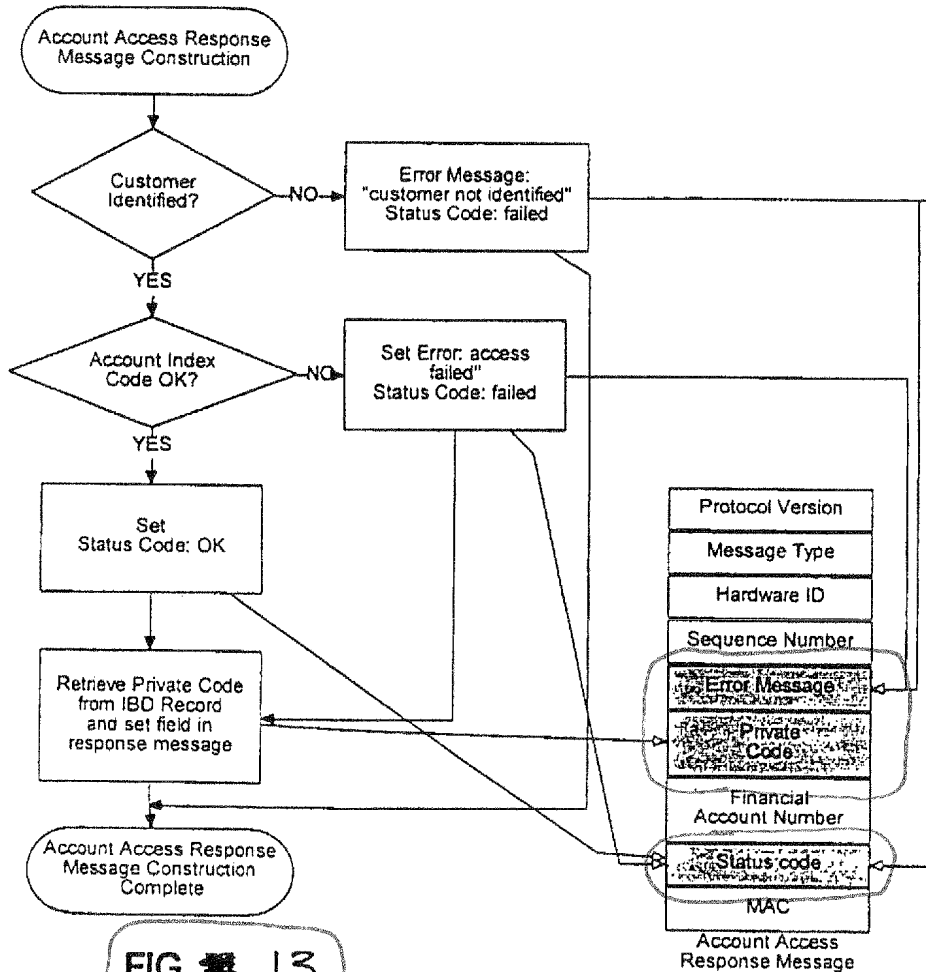 Account Access Response
Message Construction
Customer
Identified?
NO
Error Message:
"customer not identified"
Status Code: failed
YES
Account Index
Code OK?
NO
Set Error: access
failed"
Status Code: failed
YES
Set
Status Code: OK
Retrieve Private Code
from IBD Record
and set field in
response message
Account Access Response
Message Construction
Complete
Protocol Version
Message Type
Hardware ID
Sequence Number
Error Message
Private
Code
Financial
Account Number
Status code
MAC
Account Access
Response Message
FIG 13